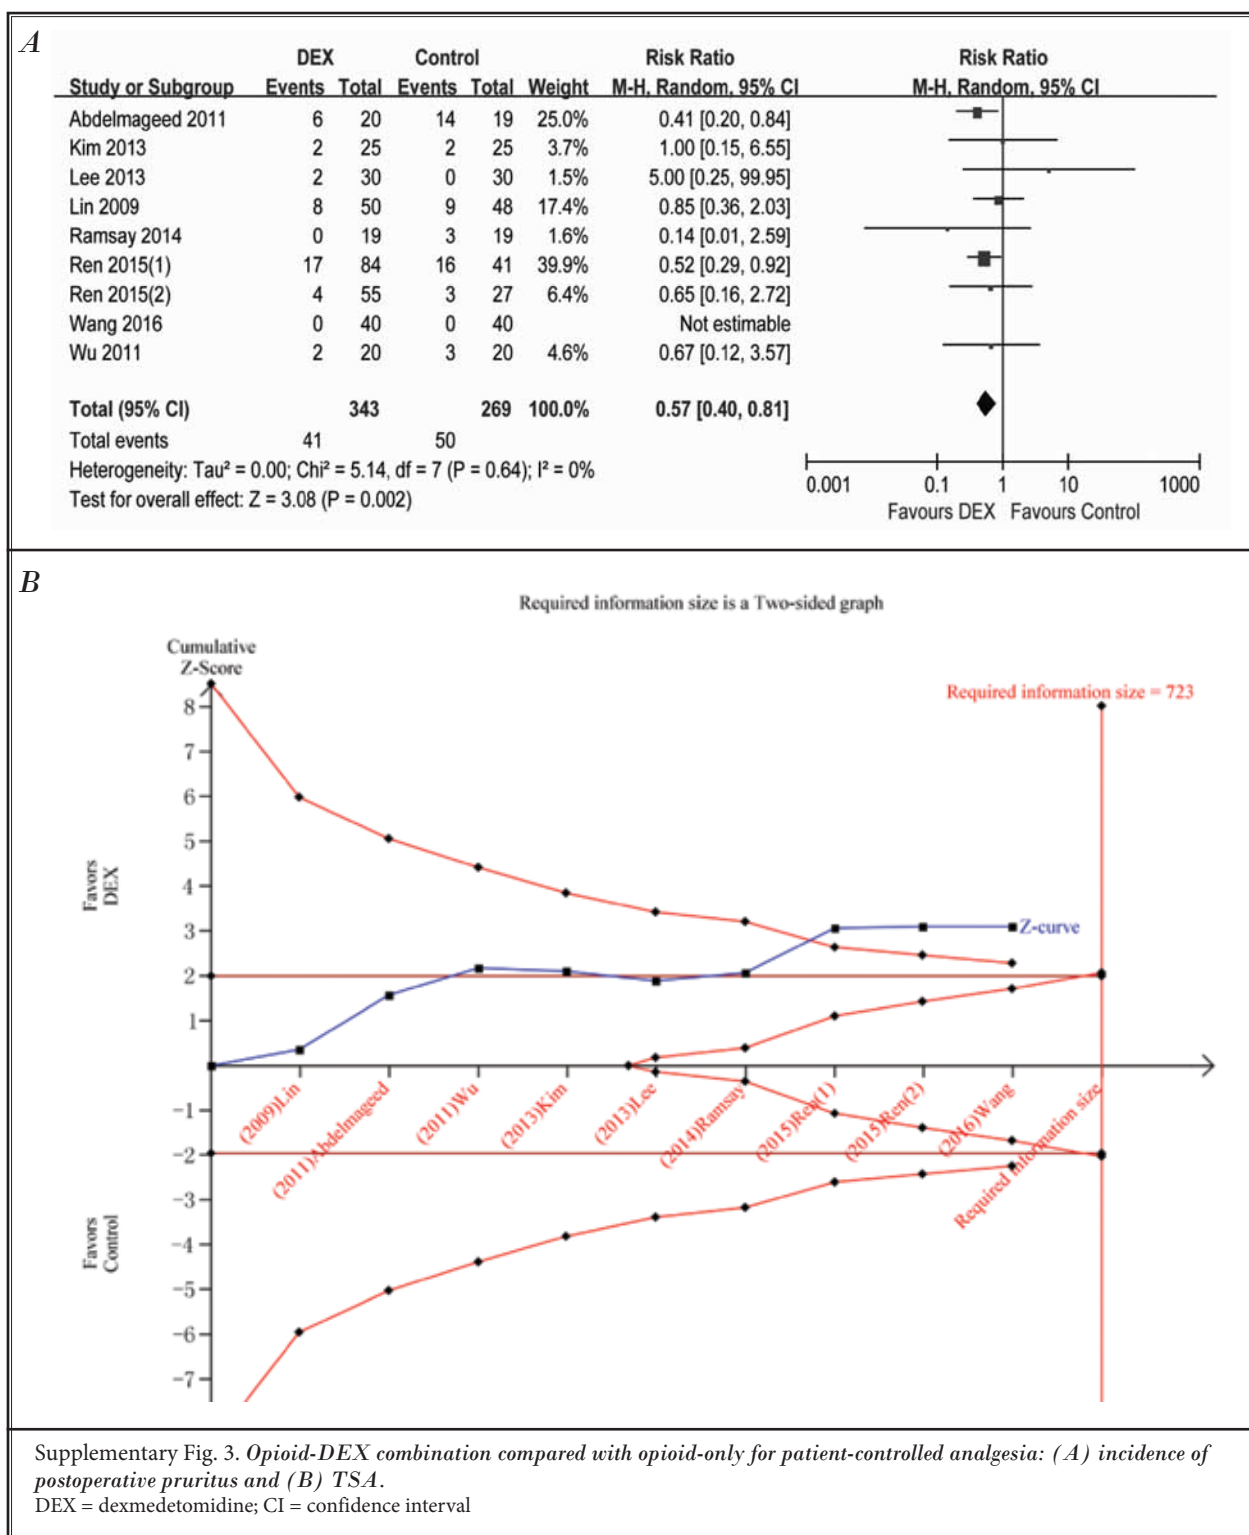 A
DEX Control Risk Ratio Risk Ratio
Study or Subgroup Events Total Events Total Weight M-H, Random, 95% CI M-H, Random, 95% CI
Abdelmageed 2011 6 20 14 19 25.0% 0.41 [0.20, 0.84]
Kim 2013 2 25 2 25 3.7% 1.00 [0.15, 6.55]
Lee 2013 2 30 0 30 1.5% 5.00 [0.25, 99.95]
Lin 2009 8 50 9 48 17.4% 0.85 [0.36, 2.03]
Ramsay 2014 0 19 3 19 1.6% 0.14 [0.01, 2.59]
Ren 2015(1) 17 84 16 41 39.9% 0.52 [0.29, 0.92]
Ren 2015(2) 4 55 3 27 6.4% 0.65 [0.16, 2.72]
Wang 2016 0 40 0 40 Not estimable
Wu 2011 2 20 3 20 4.6% 0.67 [0.12, 3.57]
Total (95% CI) 343 269 100.0% 0.57 [0.40, 0.81]
Total events 41 50
Heterogeneity: Tau² = 0.00; Chi² = 5.14, df = 7 (P = 0.64); I² = 0%
Test for overall effect: Z = 3.08 (P = 0.002)
0.001 0.1 1 10 1000
Favours DEX Favours Control
B
Required information size is a Two-sided graph
Cumulative
Z-Score
Required information size = 723
8
7
6
5
4
3
2
1
-1
-2
-3
-4
-5
-6
-7
Favors
DEX
Favors
Control
Z-curve
(2009)Lin
(2011)Abdelmageed
(2011)Wu
(2013)Kim
(2013)Lee
(2014)Ramsay
(2015)Ren(1)
(2015)Ren(2)
(2016)Wang
Required information size
Supplementary Fig. 3. Opioid-DEX combination compared with opioid-only for patient-controlled analgesia: (A) incidence of
postoperative pruritus and (B) TSA.
DEX = dexmedetomidine; CI = confidence interval